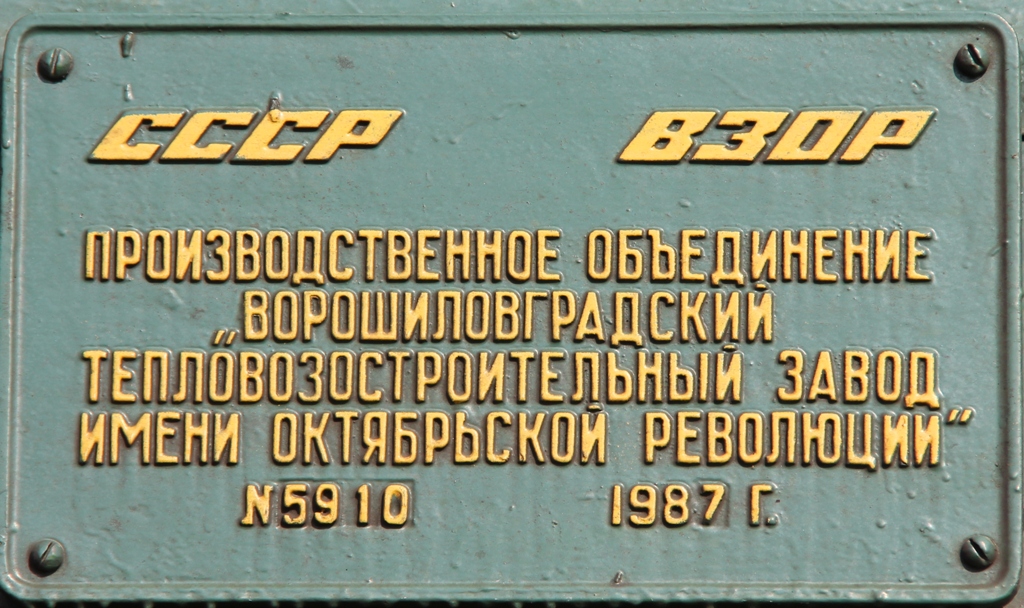 СССР ВЗОР
ПРОИЗВОДСТВЕННОЕ ОБЪЕДИНЕНИЕ
„ВОРОШИЛОВГРАДСКИЙ
ТЕПЛОВОЗОСТРОИТЕЛЬНЫЙ ЗАВОД
ИМЕНИ ОКТЯБРЬСКОЙ РЕВОЛЮЦИИ”
N5910 1987 Г.